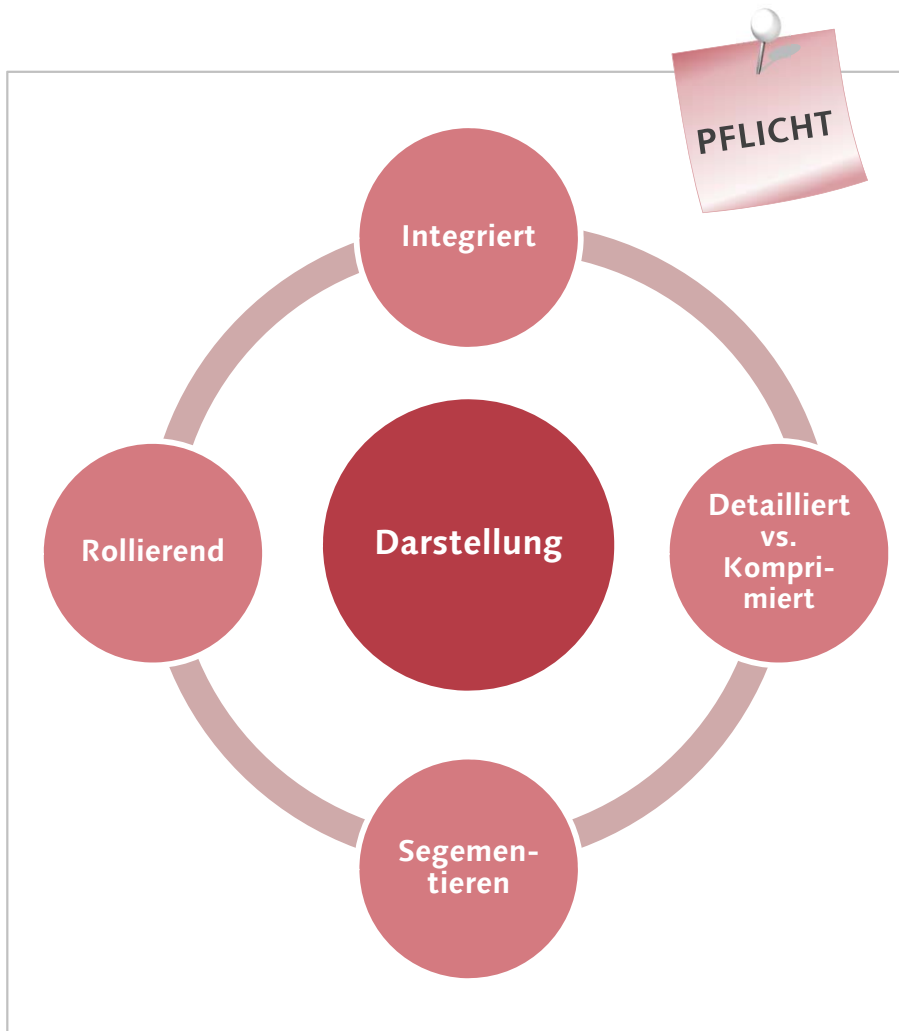 PFLICHT
Integriert
Detailliert
vs.
Kompri-
miert
Darstellung
Rollierend
Segemen-
tieren